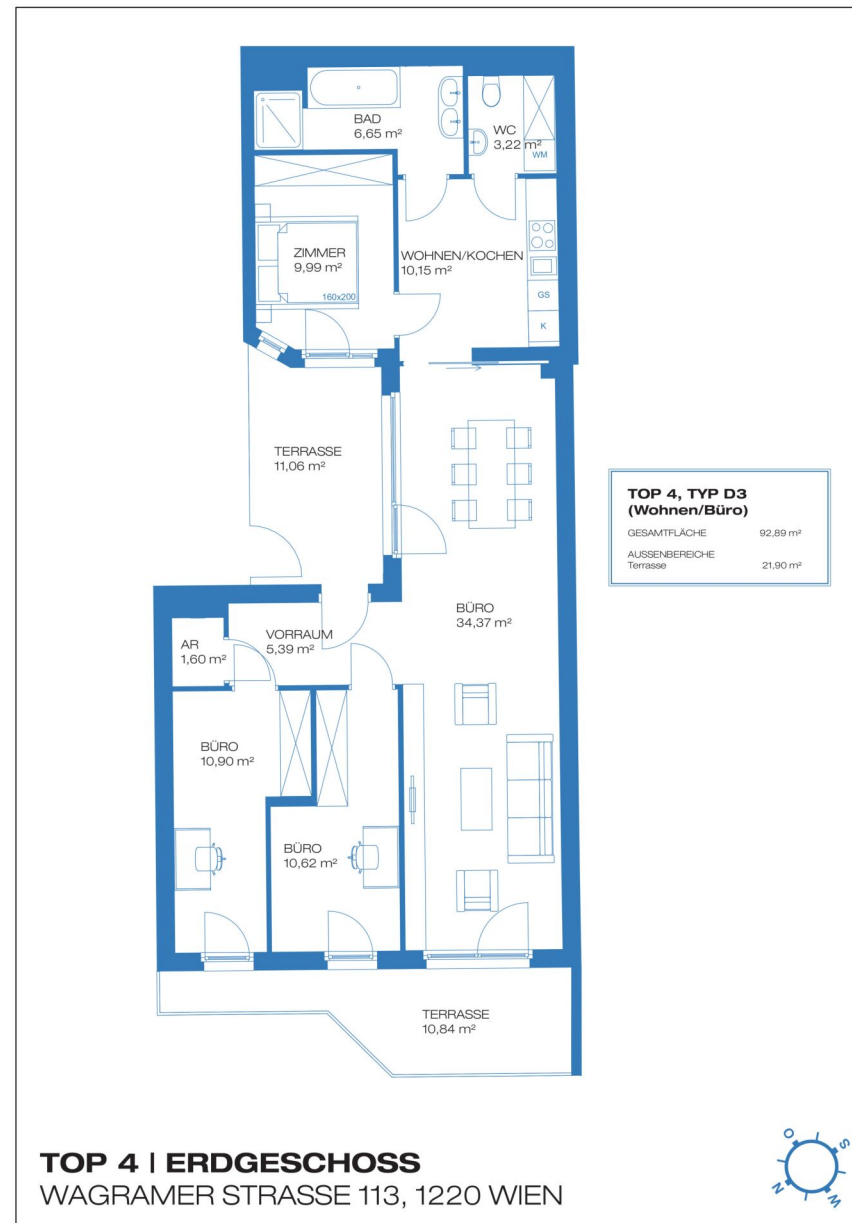 BAD
6,65 m²
WC
3,22 m²
WM
ZIMMER
9,99 m²
160x200
WOHNEN/KOCHEN
10,15 m²
GS
K
TERRASSE
11,06 m²
TOP 4, TYP D3
(Wohnen/Büro)
GESAMTFLÄCHE 92,89 m²
AUSSENBEREICHE
Terrasse 21,90 m²
BÜRO
34,37 m²
AR
1,60 m²
VORRAUM
5,39 m²
BÜRO
10,90 m²
BÜRO
10,62 m²
TERRASSE
10,84 m²
TOP 4 | ERDGESCHOSS
WAGRAMER STRASSE 113, 1220 WIEN
O
S
N
W